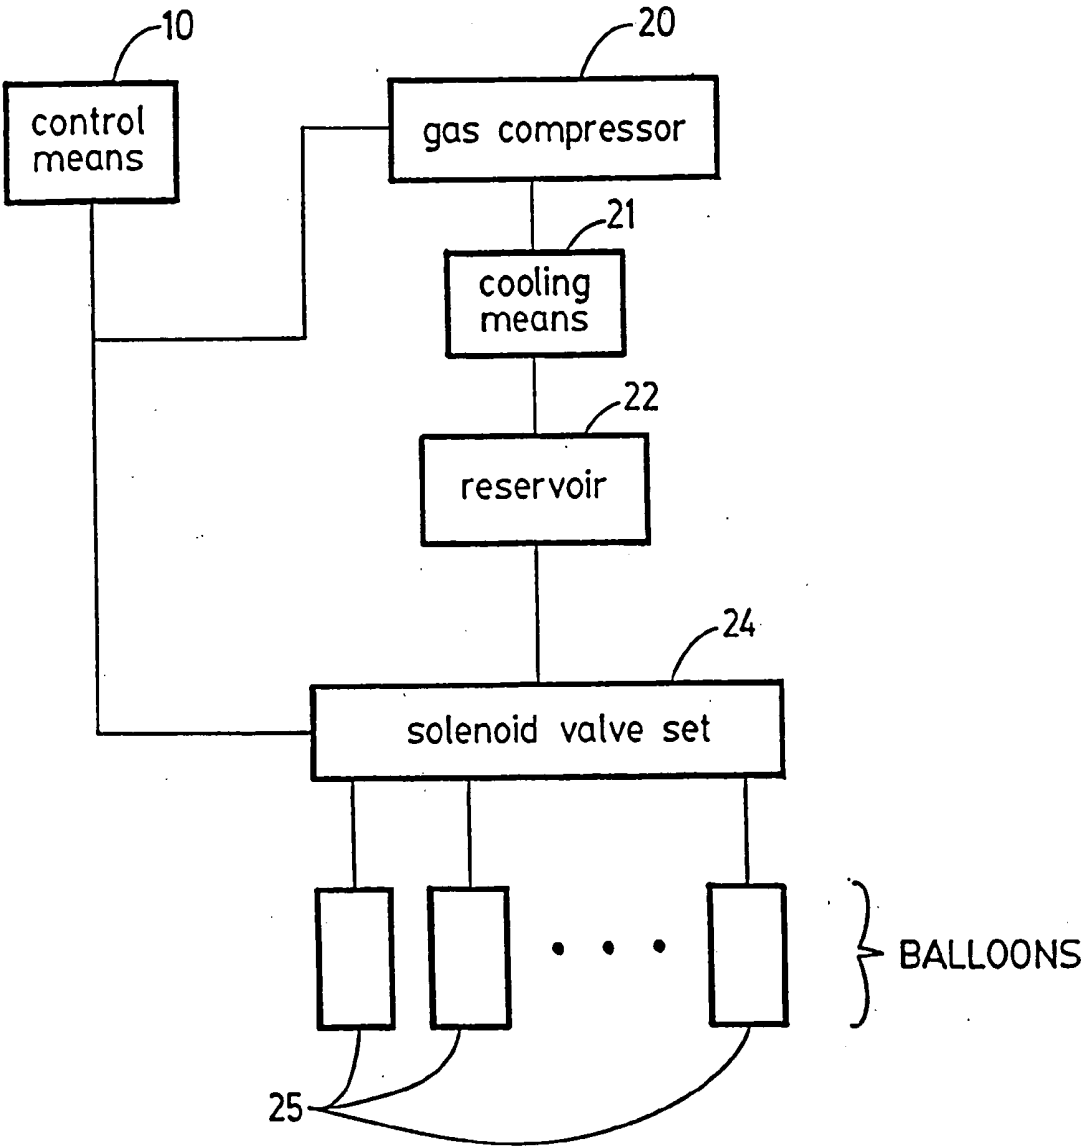 10
control
means
20
gas compressor
21
cooling
means
22
reservoir
24
solenoid valve set
BALLOONS
25